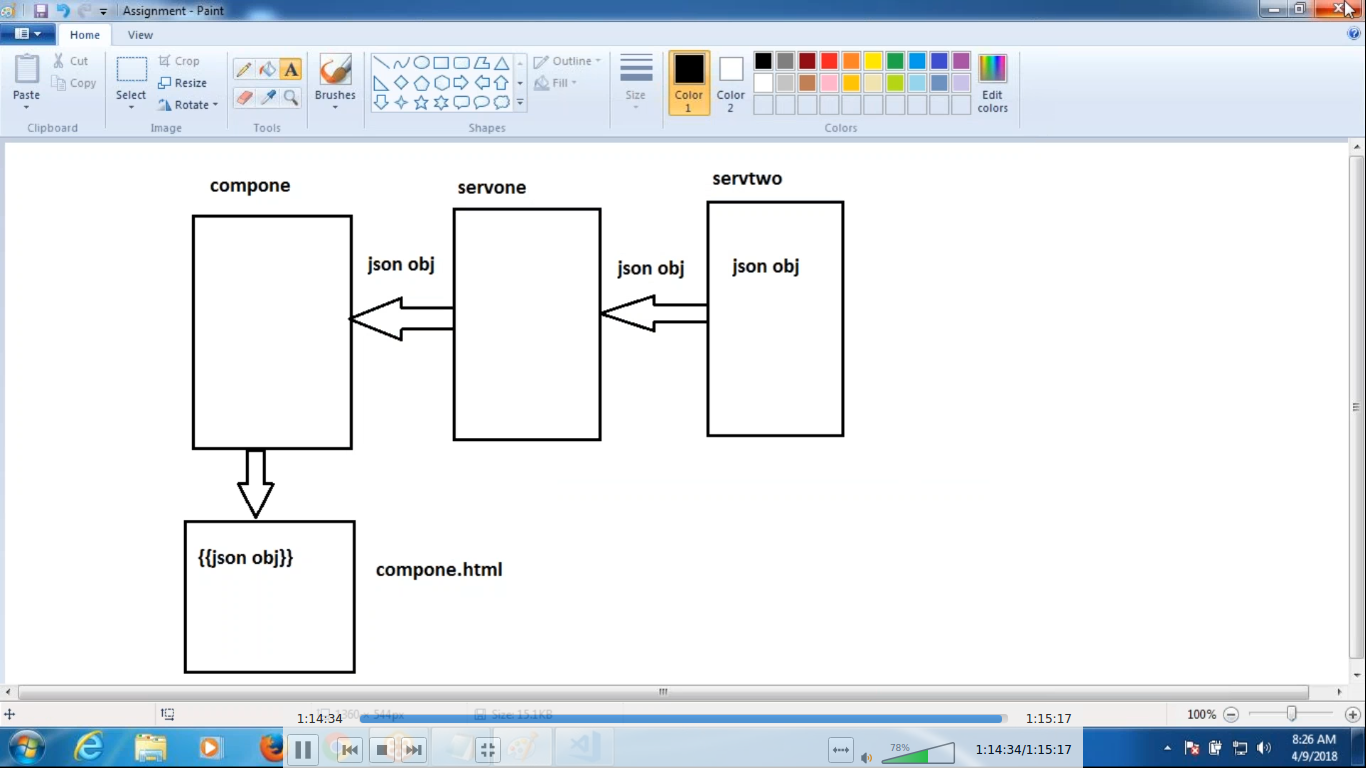 Assignment - Paint
Home View
Paste
Cut
Copy
Clipboard
Select
Crop
Resize
Rotate
Image
A
Tools
Brushes
Outline
Fill
Shapes
Size
Color 1
Color 2
Edit colors
Colors
compone
servone
servtwo
json obj
json obj
json obj
{{json obj}}
compone.html
1360 × 544px
Size: 15.1KB
100%
1:14:34
1:15:17
78%
1:14:34/1:15:17
8:26 AM
4/9/2018